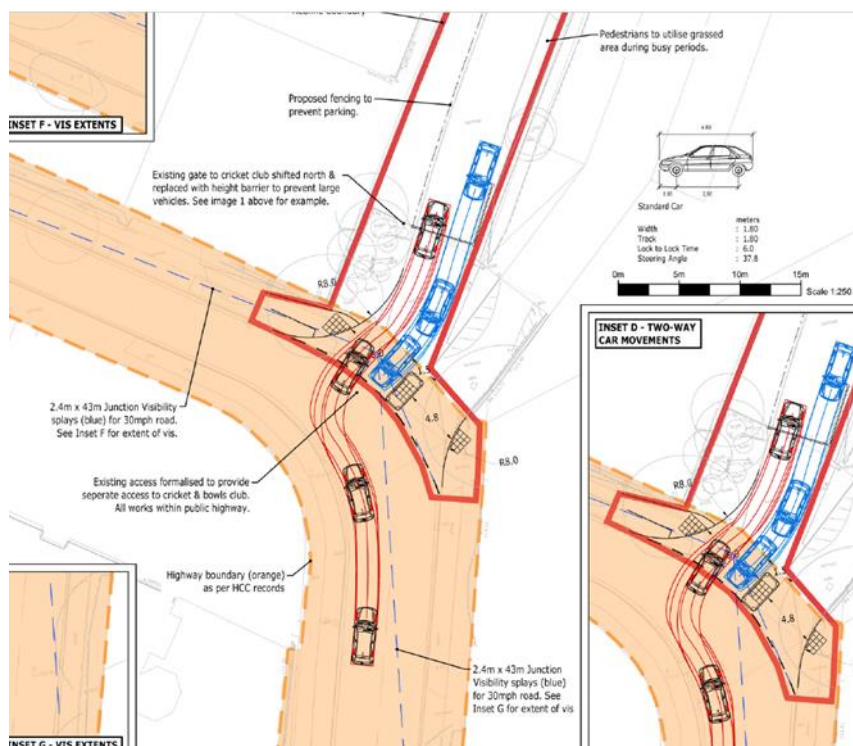 Pedestrians to utilise grassed
area during busy periods.
INSET F - VIS EXTENTS
Proposed fencing to
prevent parking.
Existing gate to cricket club shifted north &
replaced with height barrier to prevent large
vehicles. See image 1 above for example.
Standard Car
meters
Width : 1.80
Track : 1.80
Lock to Lock Time : 6.0
Steering Angle : 37.8
0m 5m 10m 15m
Scale 1:250
R8.0
INSET D - TWO-WAY
CAR MOVEMENTS
2.4m x 43m Junction Visibility
splays (blue) for 30mph road.
See Inset F for extent of vis.
4.8
R8.0
R8.0
Existing access formalised to provide
seperate access to cricket & bowls club.
All works within public highway.
Highway boundary (orange)
as per HCC records
4.8
2.4m x 43m Junction
Visibility splays (blue)
for 30mph road. See
Inset G for extent of vis
INSET G - VIS EXTENTS